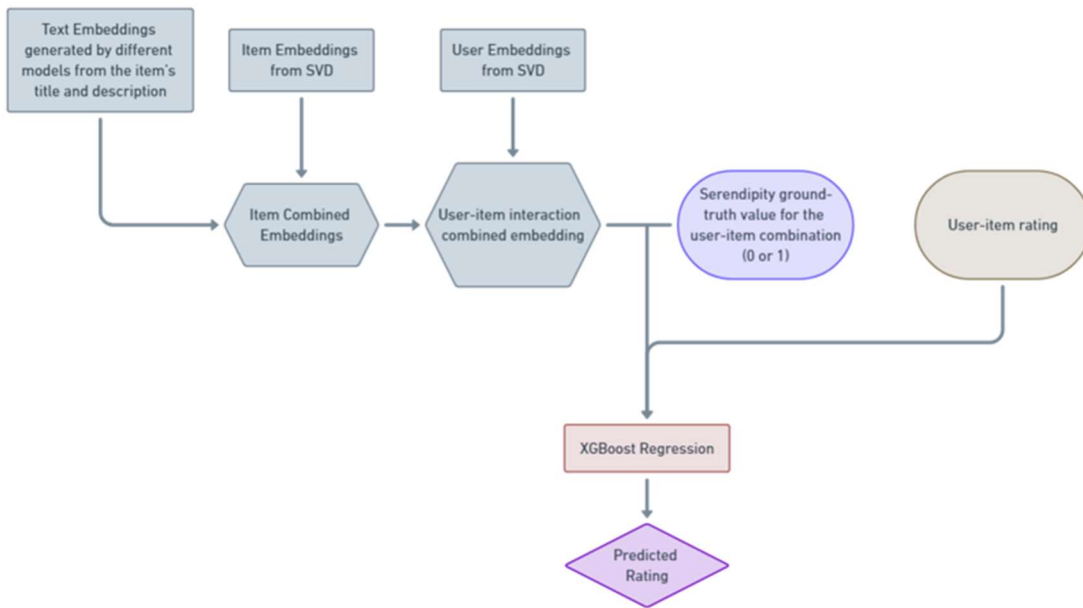 Text Embeddings
generated by different
models from the item's
title and description
Item Embeddings
from SVD
User Embeddings
from SVD
Item Combined
Embeddings
User-item interaction
combined embedding
Serendipity ground-
truth value for the
user-item combination
(0 or 1)
User-item rating
XGBoost Regression
Predicted
Rating